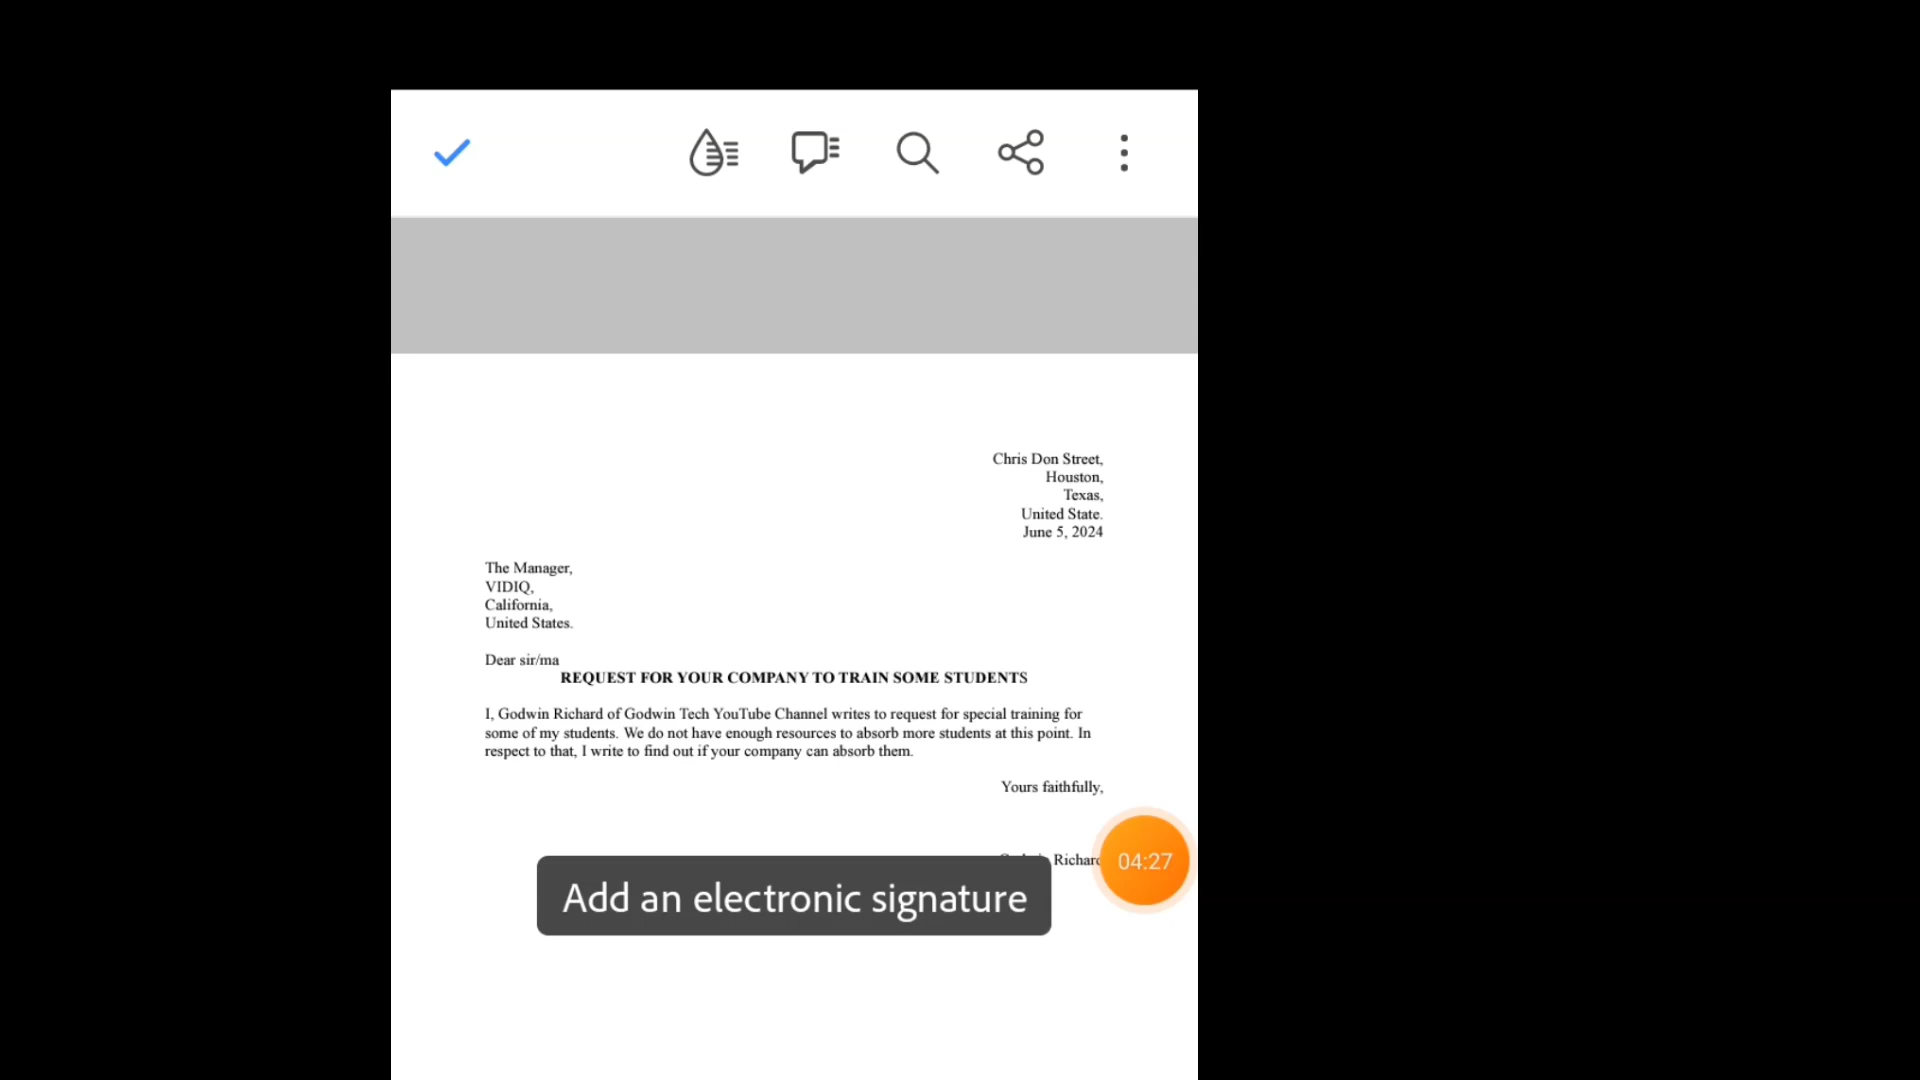 Chris Don Street,
Houston,
Texas,
United State.
June 5, 2024
The Manager,
VIDIQ,
California,
United States.
Dear sir/ma
REQUEST FOR YOUR COMPANY TO TRAIN SOME STUDENTS
I, Godwin Richard of Godwin Tech YouTube Channel writes to request for special training for
some of my students. We do not have enough resources to absorb more students at this point. In
respect to that, I write to find out if your company can absorb them.
Yours faithfully,
04:27
Add an electronic signature